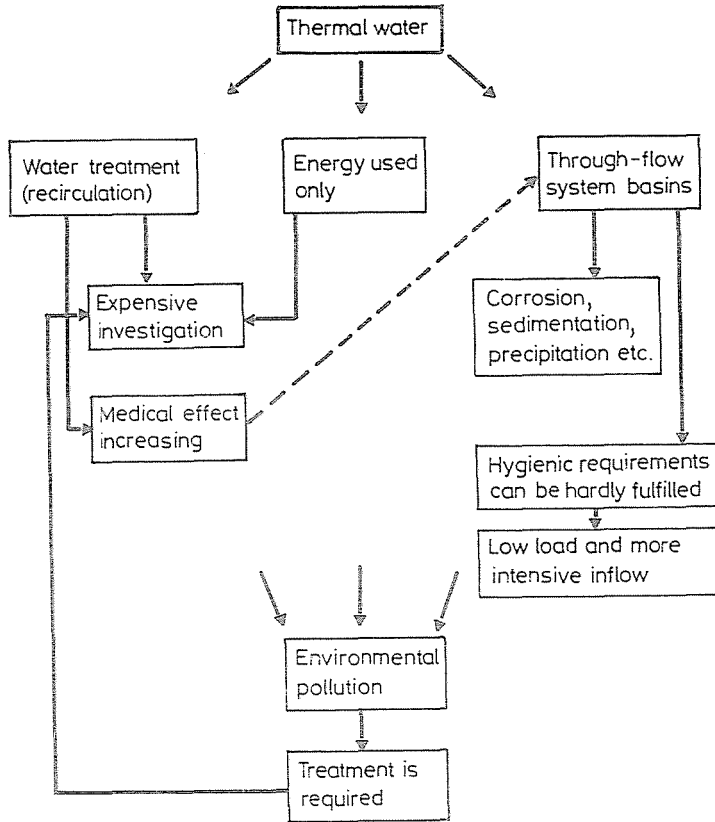 Thermal water
Water treatment
(recirculation)
Energy used
only
Through-flow
system basins
Expensive
investigation
Corrosion,
sedimentation,
precipitation etc.
Medical effect
increasing
Hygienic requirements
can be hardly fulfilled
Low load and more
intensive inflow
Environmental
pollution
Treatment is
required